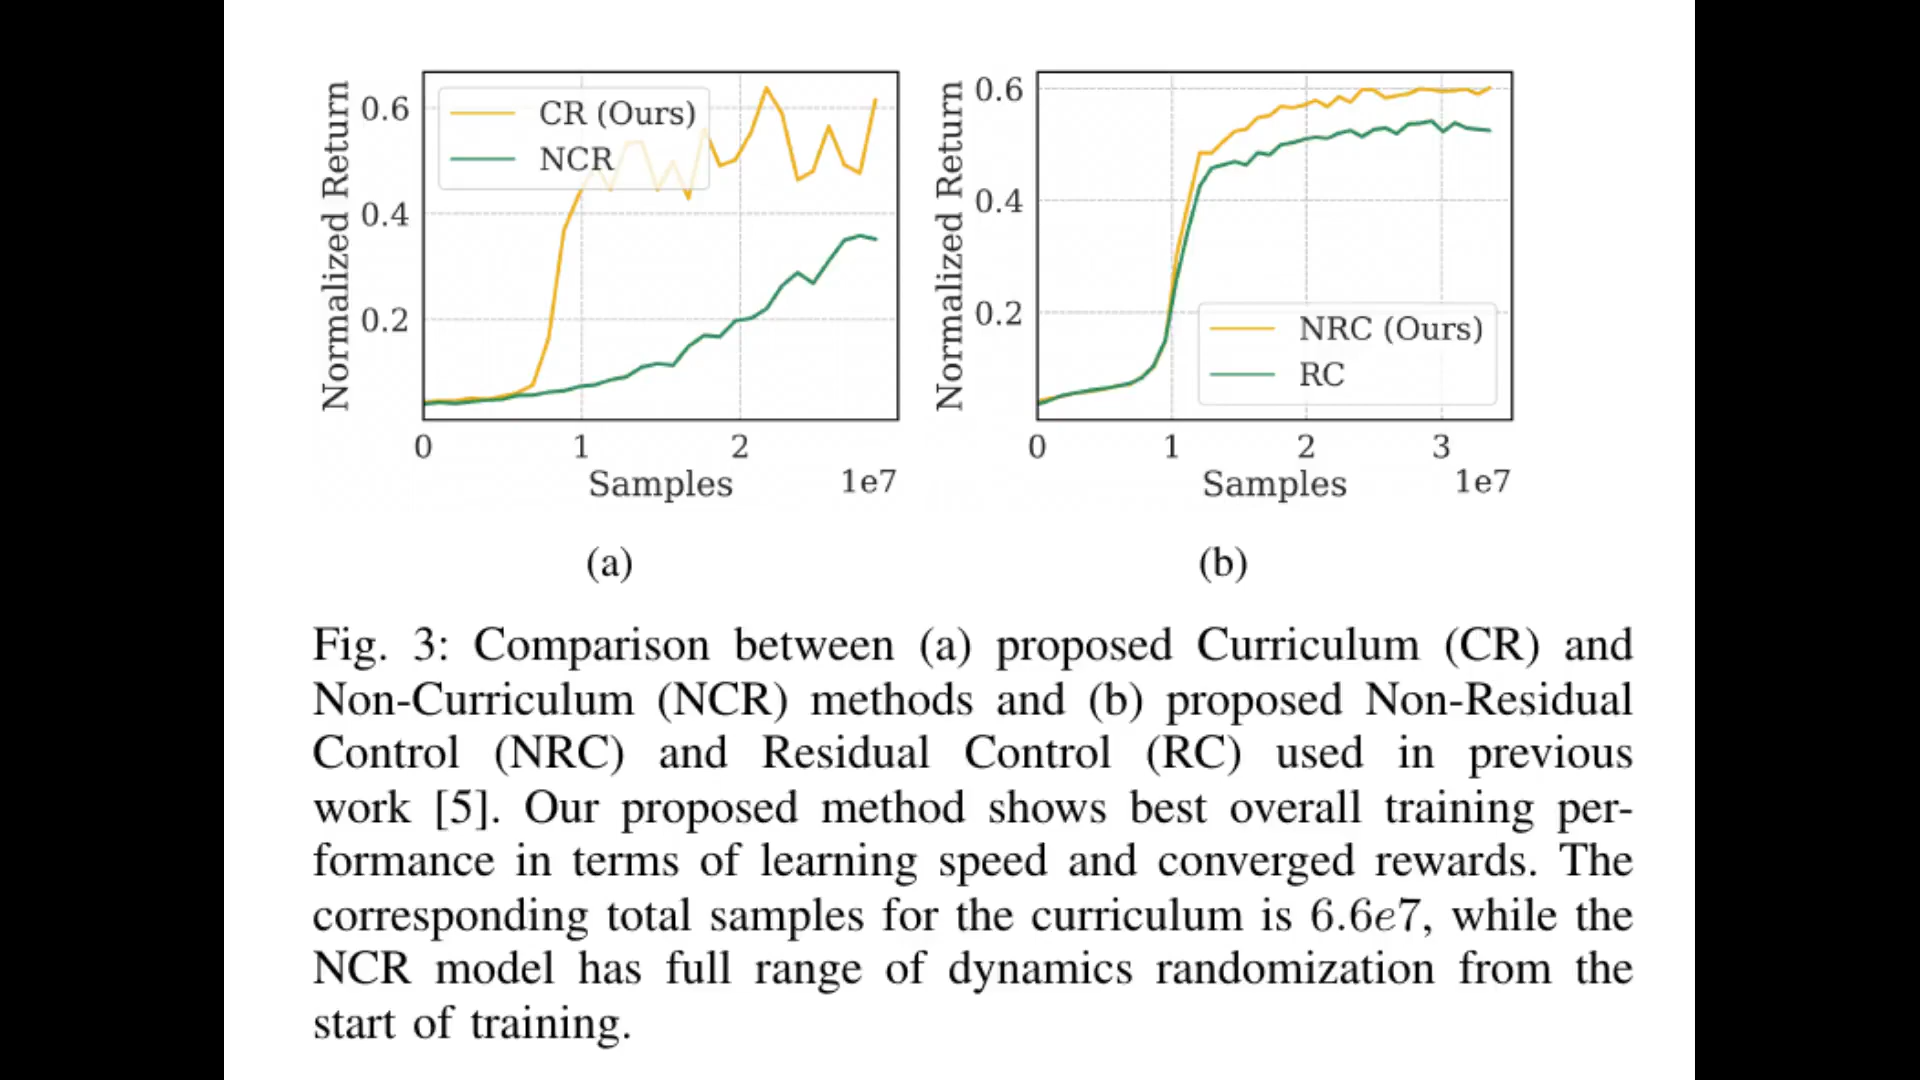 Normalized Return
0.6
0.4
0.2
CR (Ours)
NCR
0
1
2
Samples
1e7
(a)
Normalized Return
0.6
0.4
0.2
NRC (Ours)
RC
0
1
2
3
Samples
1e7
(b)
Fig. 3: Comparison between (a) proposed Curriculum (CR) and
Non-Curriculum (NCR) methods and (b) proposed Non-Residual
Control (NRC) and Residual Control (RC) used in previous
work [5]. Our proposed method shows best overall training per-
formance in terms of learning speed and converged rewards. The
corresponding total samples for the curriculum is 6.6e7, while the
NCR model has full range of dynamics randomization from the
start of training.